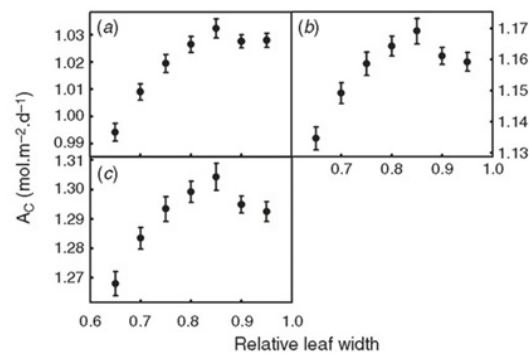 (a)
1.03
1.02
1.01
1.00
0.99
(b)
1.17
1.16
1.15
1.14
1.13
0.7 0.8 0.9 1.0
(c)
1.31
1.30
1.29
1.28
1.27
0.6 0.7 0.8 0.9 1.0
A_C (mol.m⁻².d⁻¹)
Relative leaf width